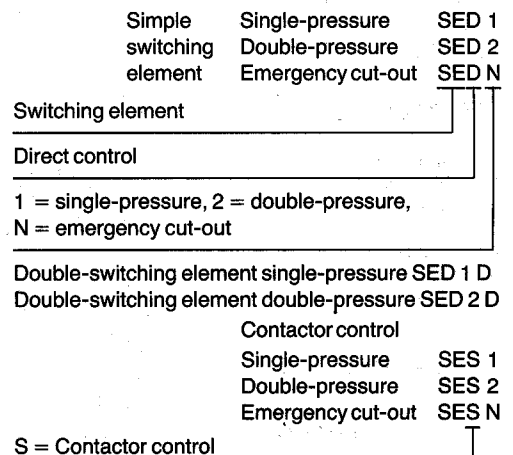 Simple Single-pressure SED 1
switching Double-pressure SED 2
element Emergency cut-out SED N
Switching element
Direct control
1 = single-pressure, 2 = double-pressure,
N = emergency cut-out
Double-switching element single-pressure SED 1 D
Double-switching element double-pressure SED 2 D
Contactor control
Single-pressure SES 1
Double-pressure SES 2
Emergency cut-out SES N
S = Contactor control